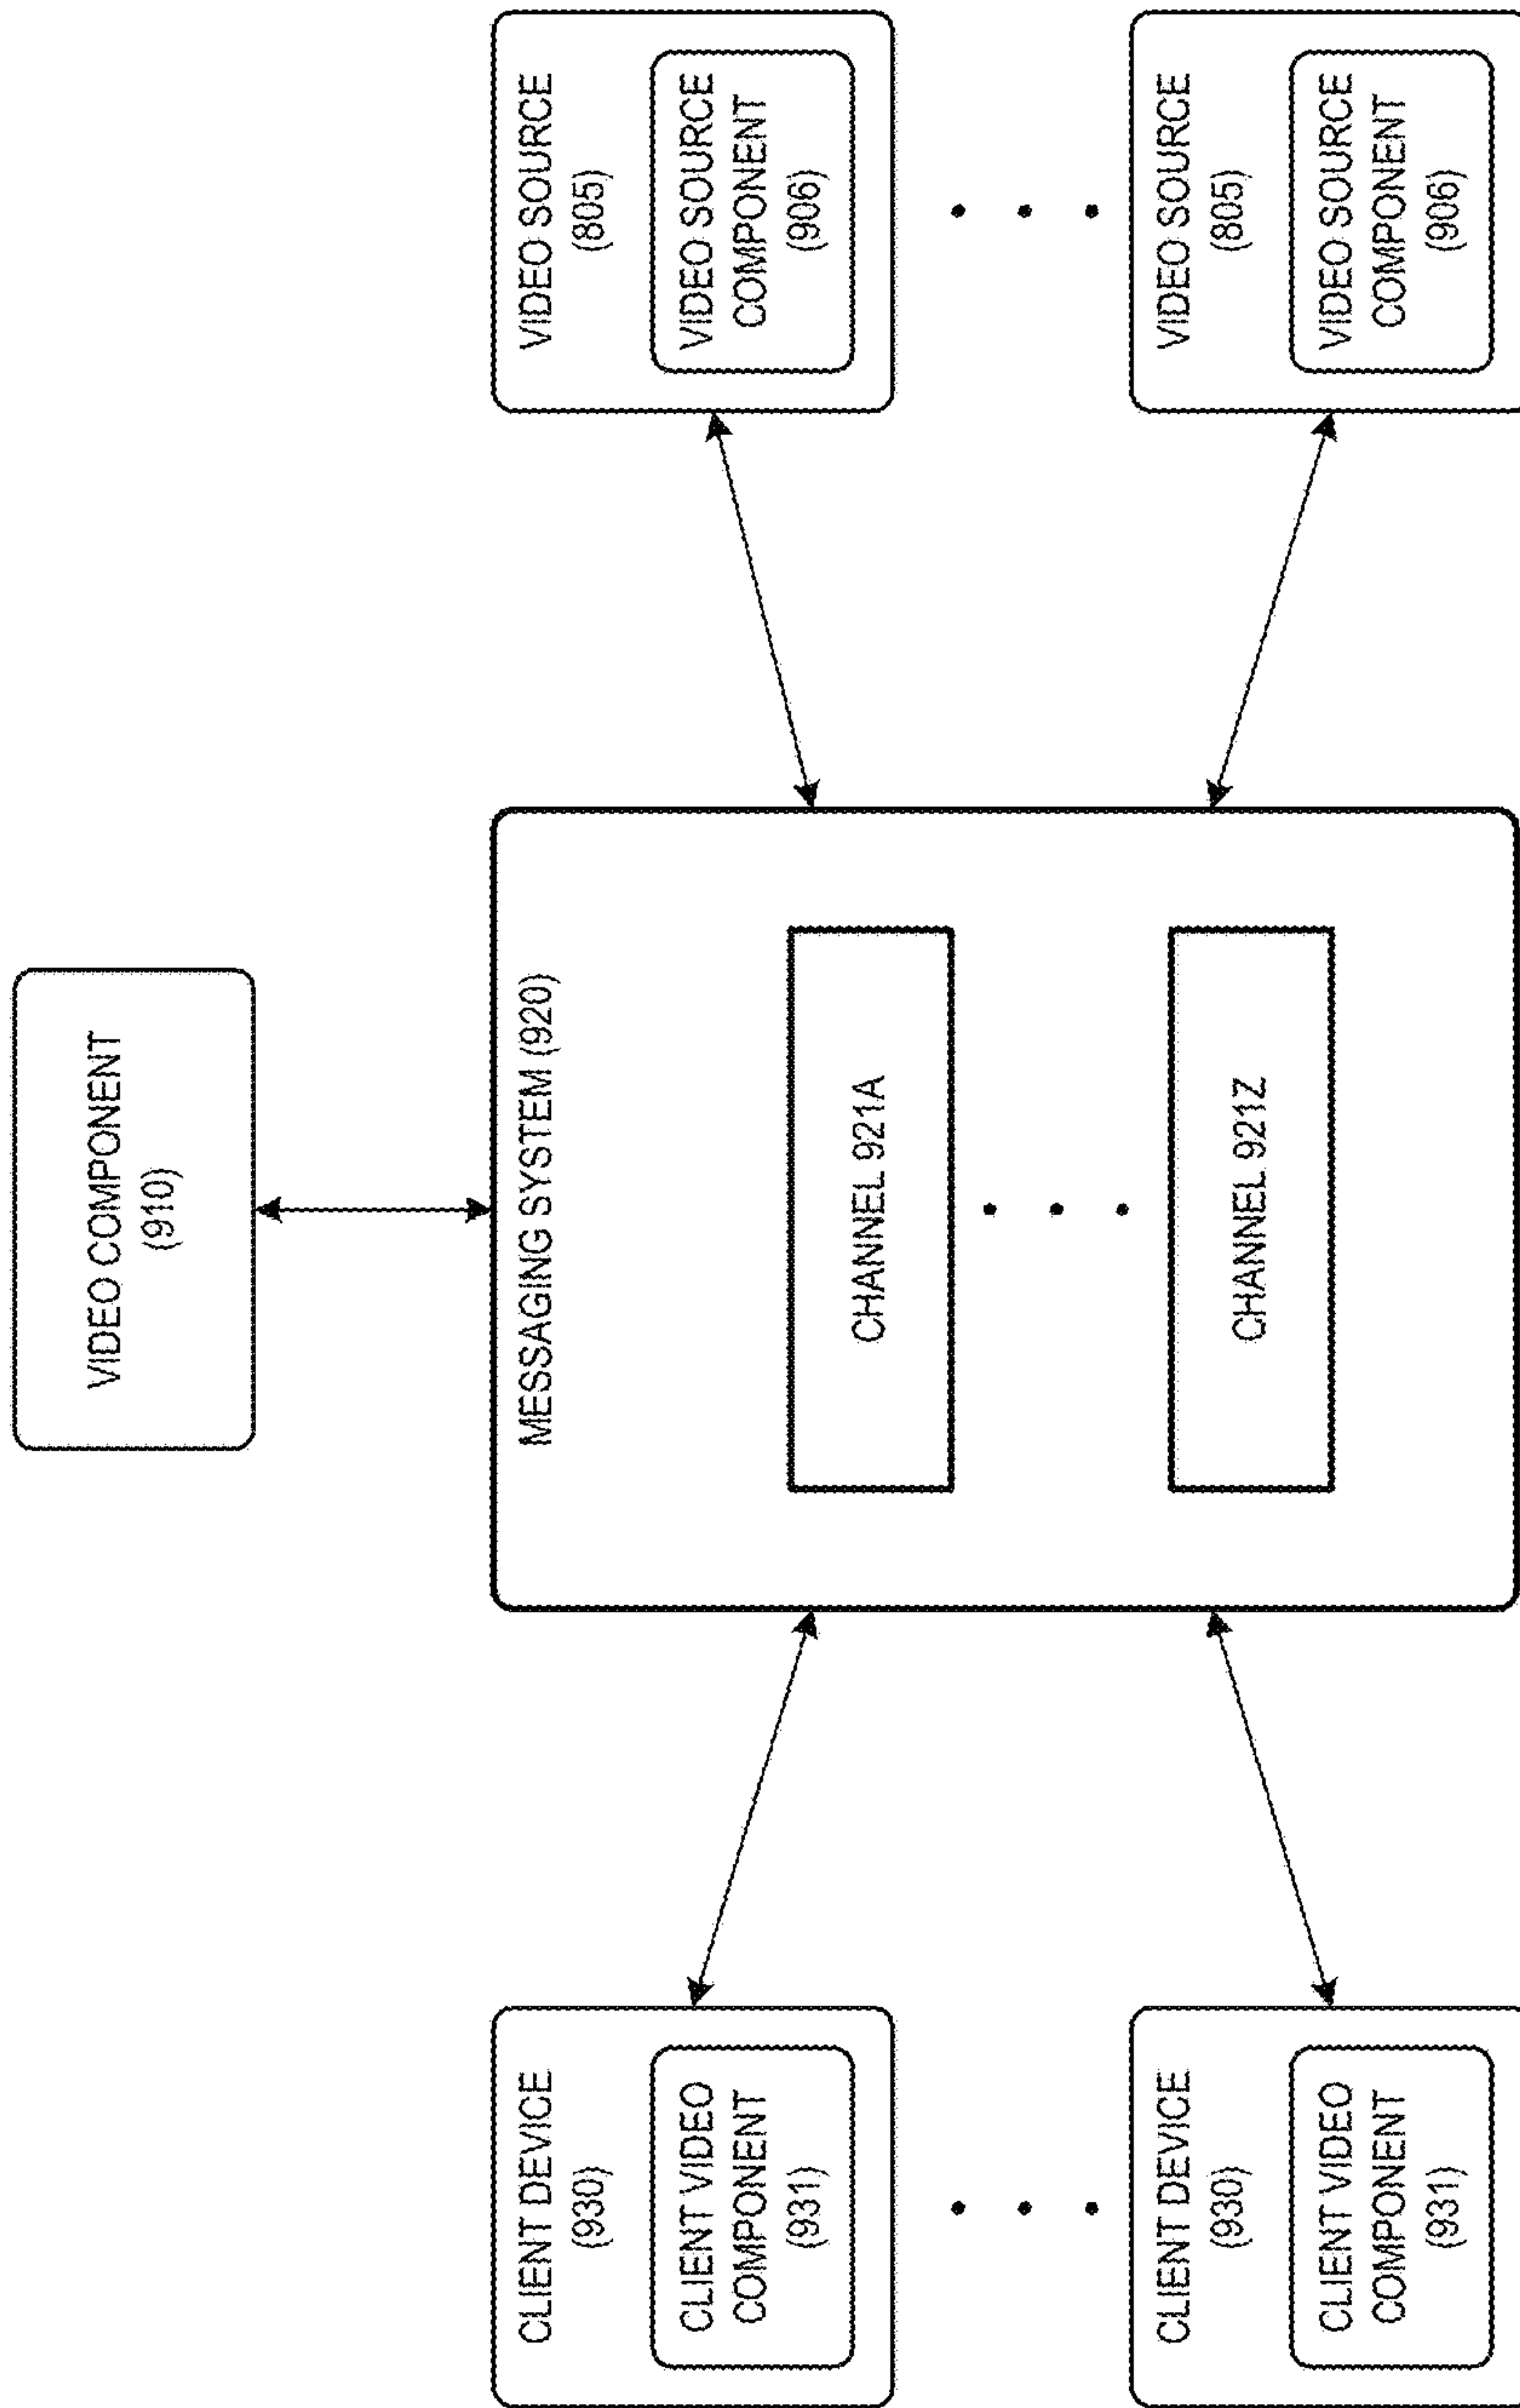 VIDEO COMPONENT
(910)
CLIENT DEVICE
(930)
CLIENT VIDEO
COMPONENT
(931)
CLIENT DEVICE
(930)
CLIENT VIDEO
COMPONENT
(931)
MESSAGING SYSTEM (920)
CHANNEL 921A
CHANNEL 921Z
VIDEO SOURCE
(805)
VIDEO SOURCE
COMPONENT
(906)
VIDEO SOURCE
(805)
VIDEO SOURCE
COMPONENT
(906)